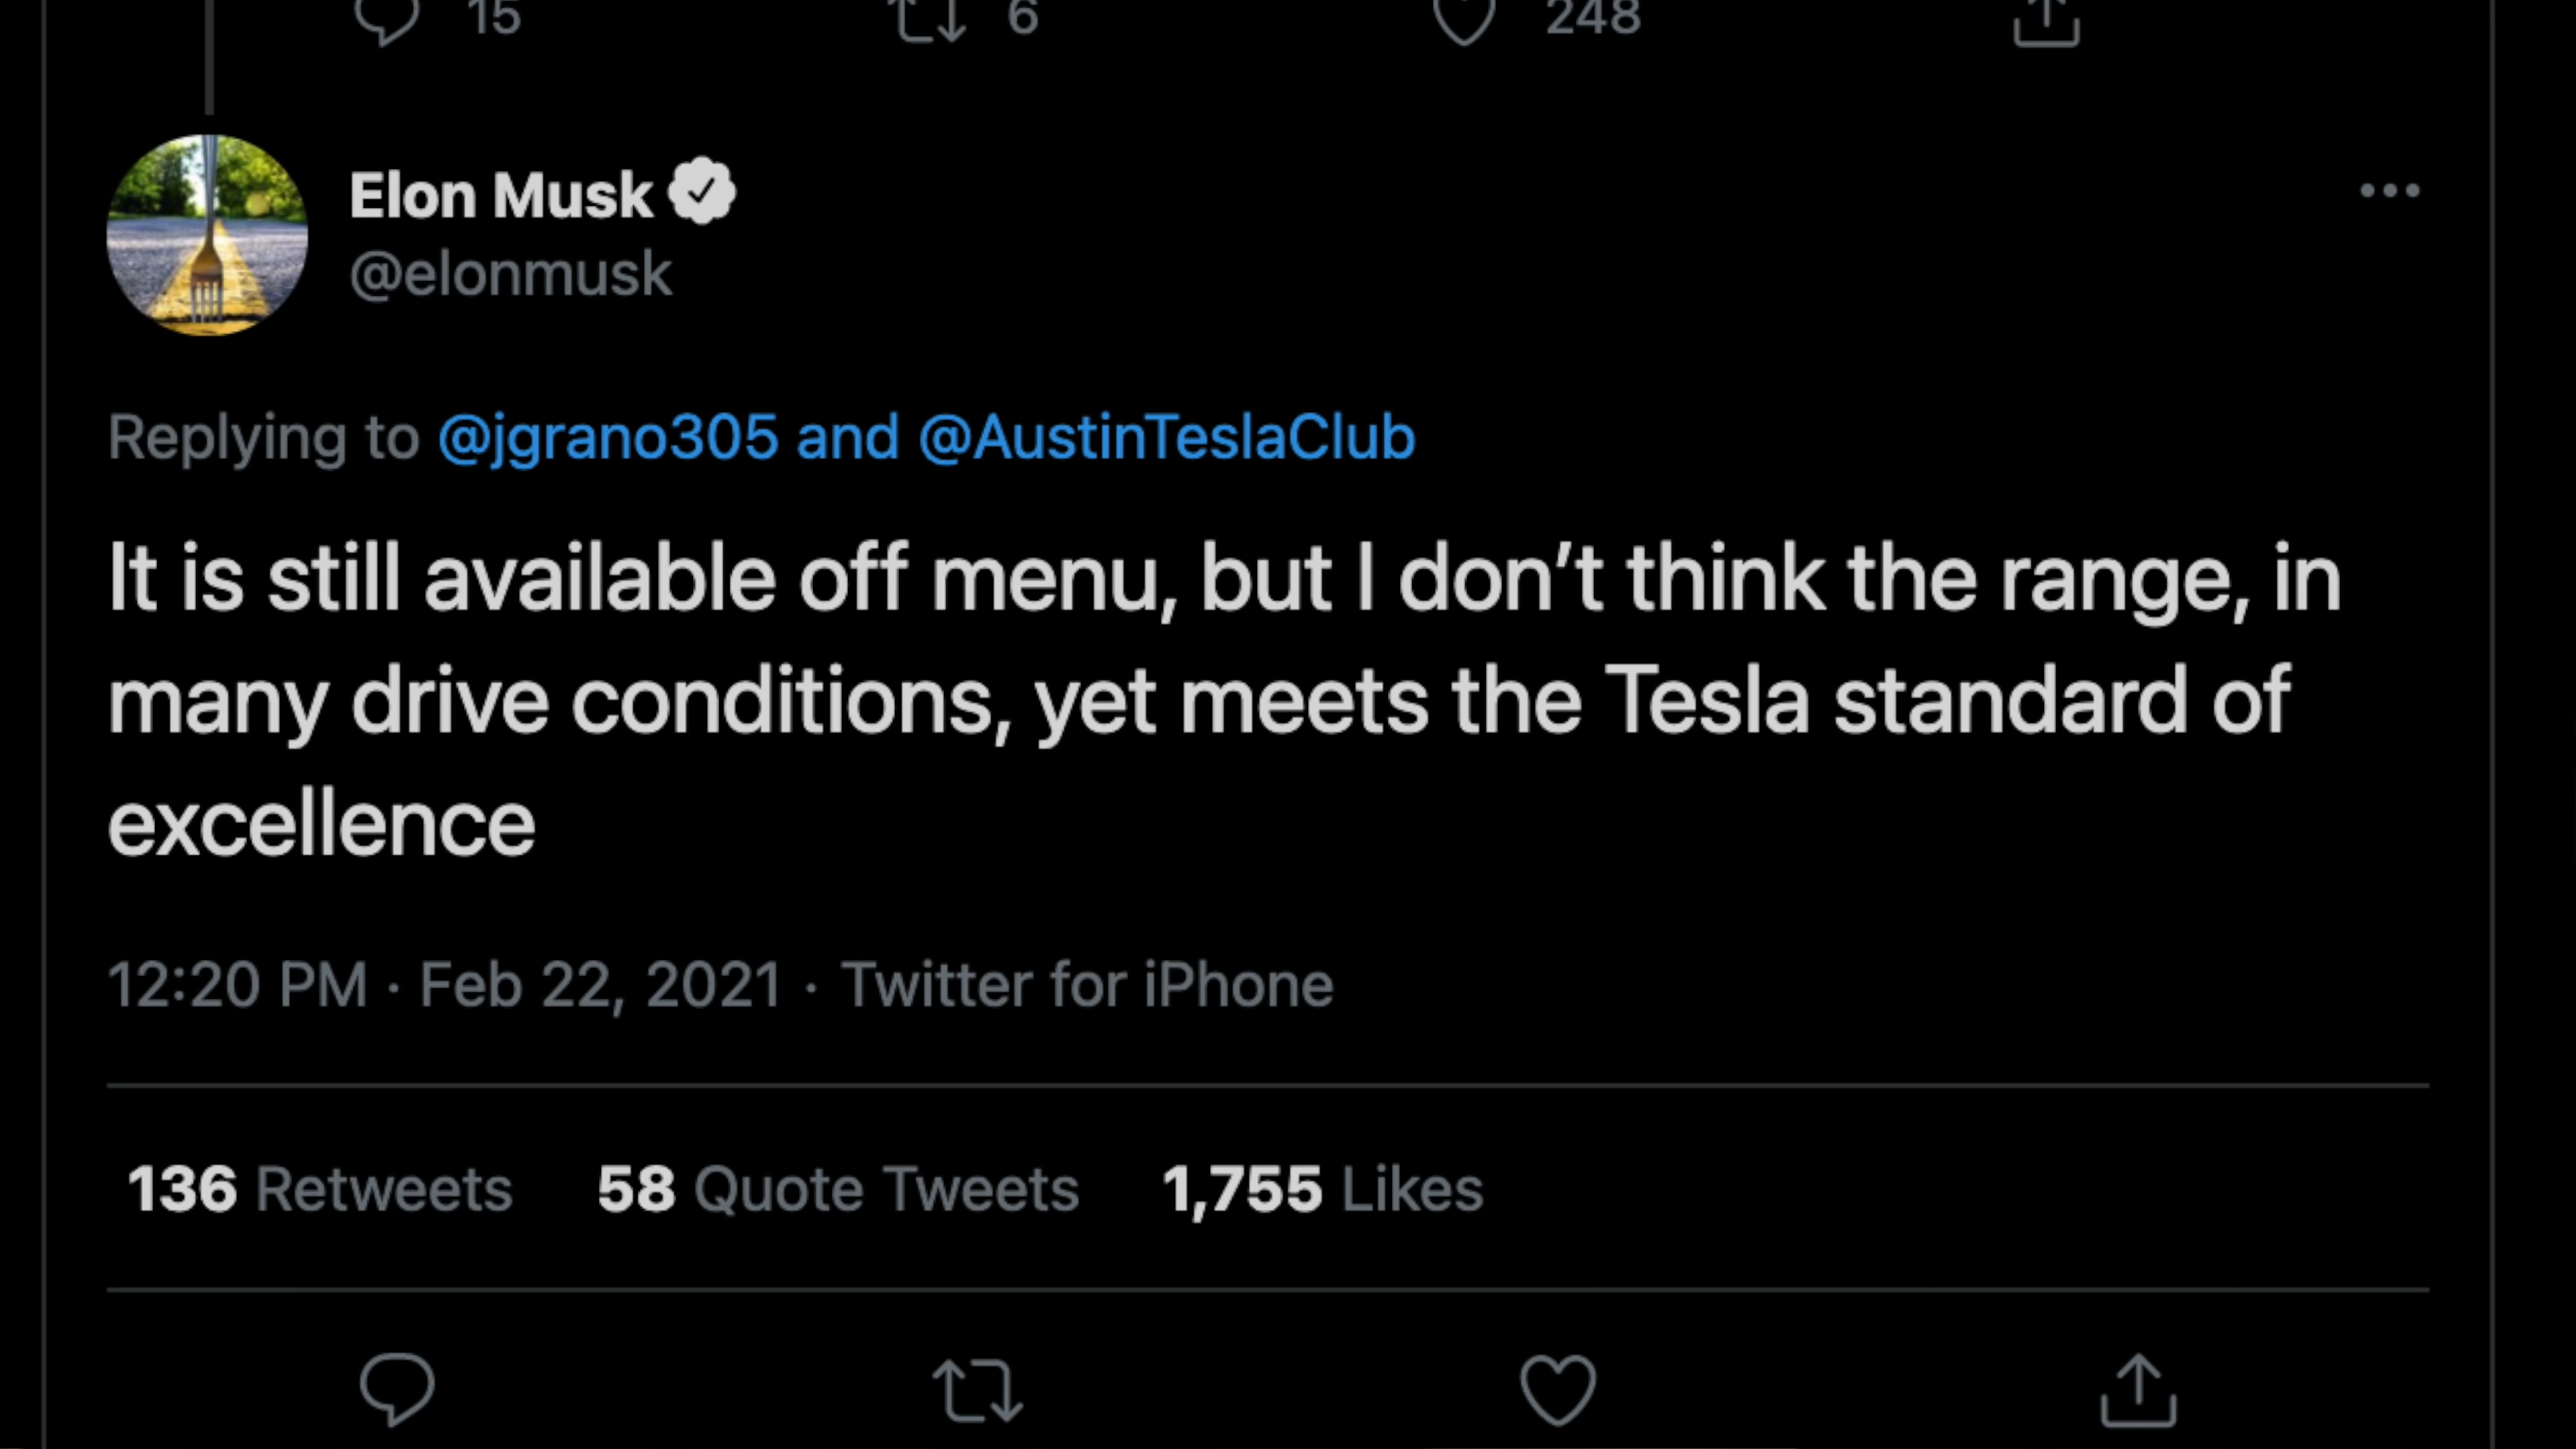 15 6 248
Elon Musk
@elonmusk
Replying to @jgrano305 and @AustinTeslaClub
It is still available off menu, but I don’t think the range, in
many drive conditions, yet meets the Tesla standard of
excellence
12:20 PM · Feb 22, 2021 · Twitter for iPhone
136 Retweets 58 Quote Tweets 1,755 Likes